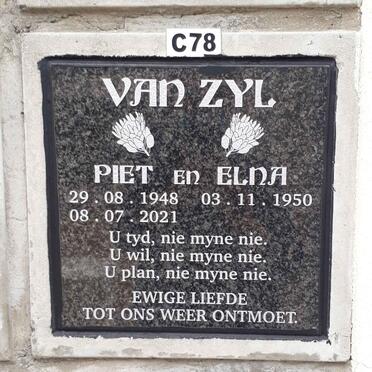 C78
VAN ZYL
PIET EN ELNA
29.08.1948 03.11.1950
08.07.2021
U tyd, nie myne nie.
U wil, nie myne nie.
U plan, nie myne nie.
EWIGE LIEFDE
TOT ONS WEER ONTMOET.